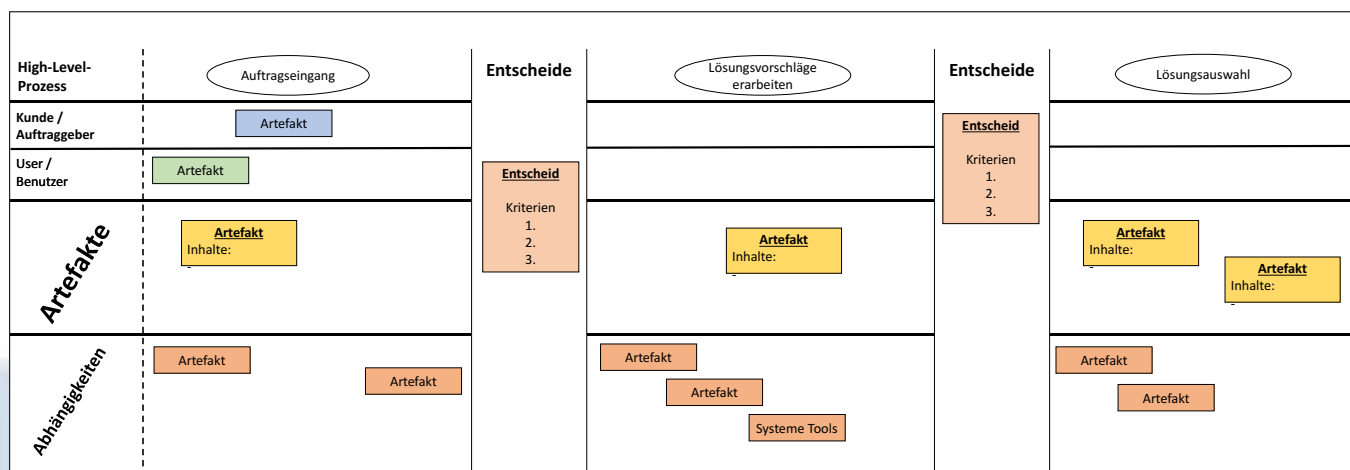 High-Level-
Prozess
Auftragseingang
Entscheide
Lösungsvorschläge
erarbeiten
Entscheide
Lösungsauswahl
Kunde /
Auftraggeber
Artefakt
User /
Benutzer
Artefakt
Entscheid
Kriterien
1.
2.
3.
Entscheid
Kriterien
1.
2.
3.
Artefakte
Artefakt
Inhalte:
-
Artefakt
Inhalte:
-
Artefakt
Inhalte:
-
Artefakt
Inhalte:
-
Abhängigkeiten
Artefakt
Artefakt
Artefakt
Artefakt
Systeme Tools
Artefakt
Artefakt